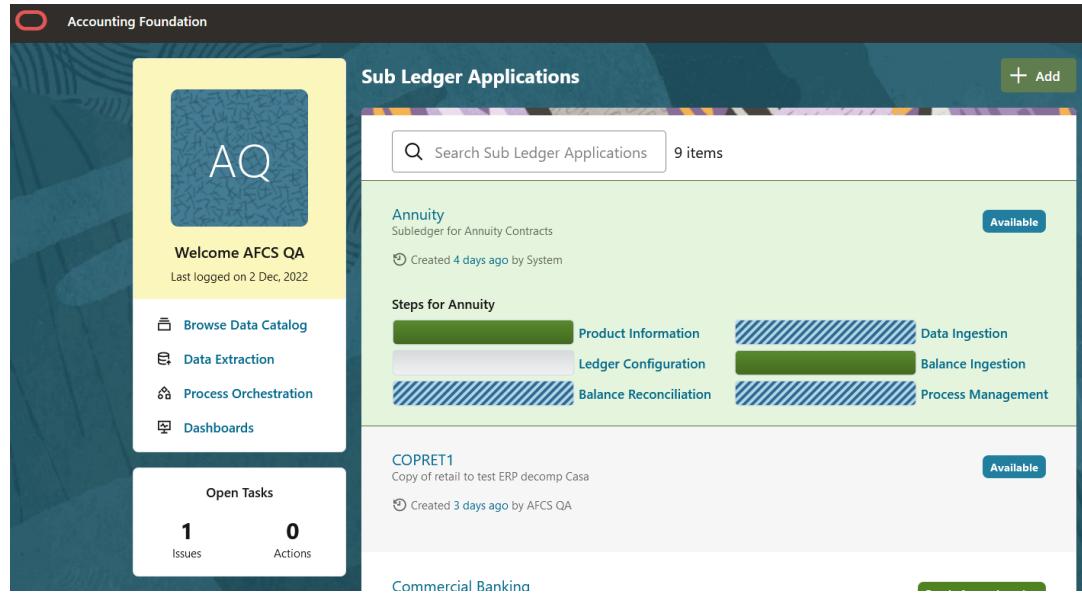 Accounting Foundation
AQ
Welcome AFCS QA
Last logged on 2 Dec, 2022
Browse Data Catalog
Data Extraction
Process Orchestration
Dashboards
Open Tasks
1 0
Issues Actions
Sub Ledger Applications
+ Add
Search Sub Ledger Applications 9 items
Annuity
Available
Subledger for Annuity Contracts
Created 4 days ago by System
Steps for Annuity
Product Information Data Ingestion
Ledger Configuration Balance Ingestion
Balance Reconciliation Process Management
COPRET1
Available
Copy of retail to test ERP decomp Casa
Created 3 days ago by AFCS QA
Commercial Banking